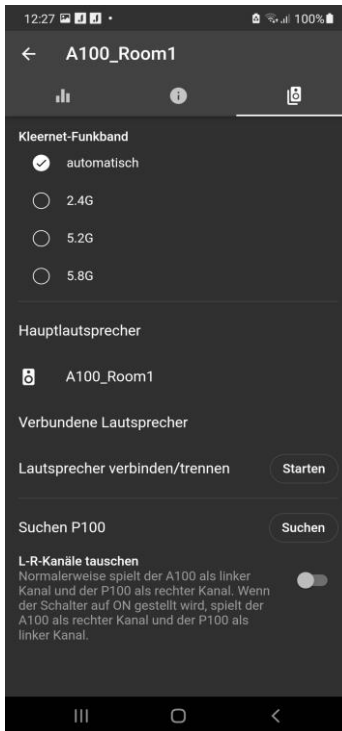 12:27
100%
A100_Room1
Kleernet-Funkband
automatisch
2.4G
5.2G
5.8G
Hauptlautsprecher
A100_Room1
Verbundene Lautsprecher
Lautsprecher verbinden/trennen
Starten
Suchen P100
Suchen
L-R-Kanäle tauschen
Normalerweise spielt der A100 als linker
Kanal und der P100 als rechter Kanal. Wenn
der Schalter auf ON gestellt wird, spielt der
A100 als rechter Kanal und der P100 als
linker Kanal.